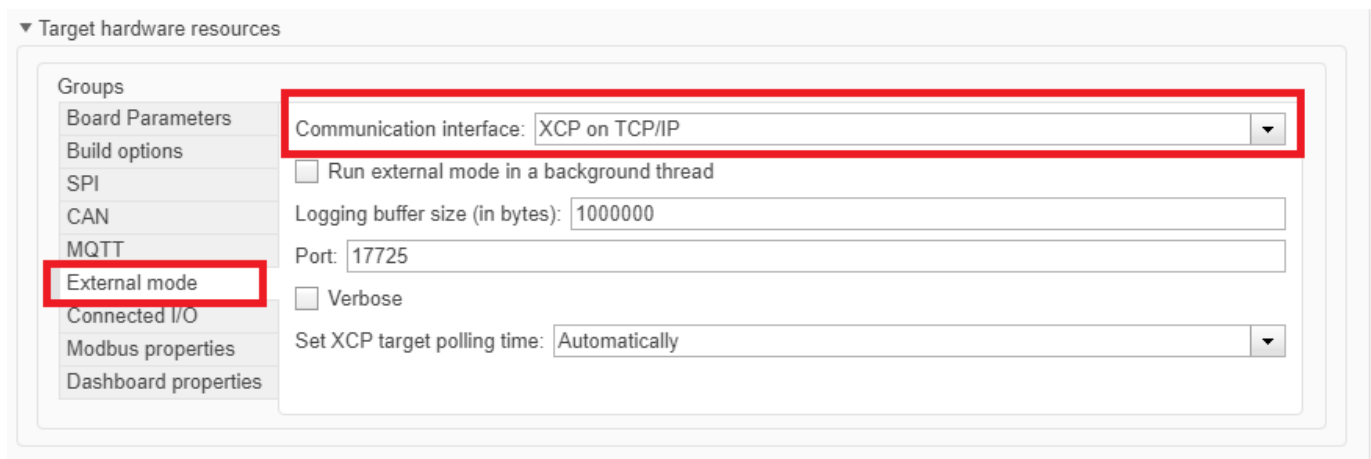 Target hardware resources
Groups
Board Parameters
Build options
SPI
CAN
MQTT
External mode
Connected I/O
Modbus properties
Dashboard properties
Communication interface: XCP on TCP/IP
Run external mode in a background thread
Logging buffer size (in bytes): 1000000
Port: 17725
Verbose
Set XCP target polling time: Automatically